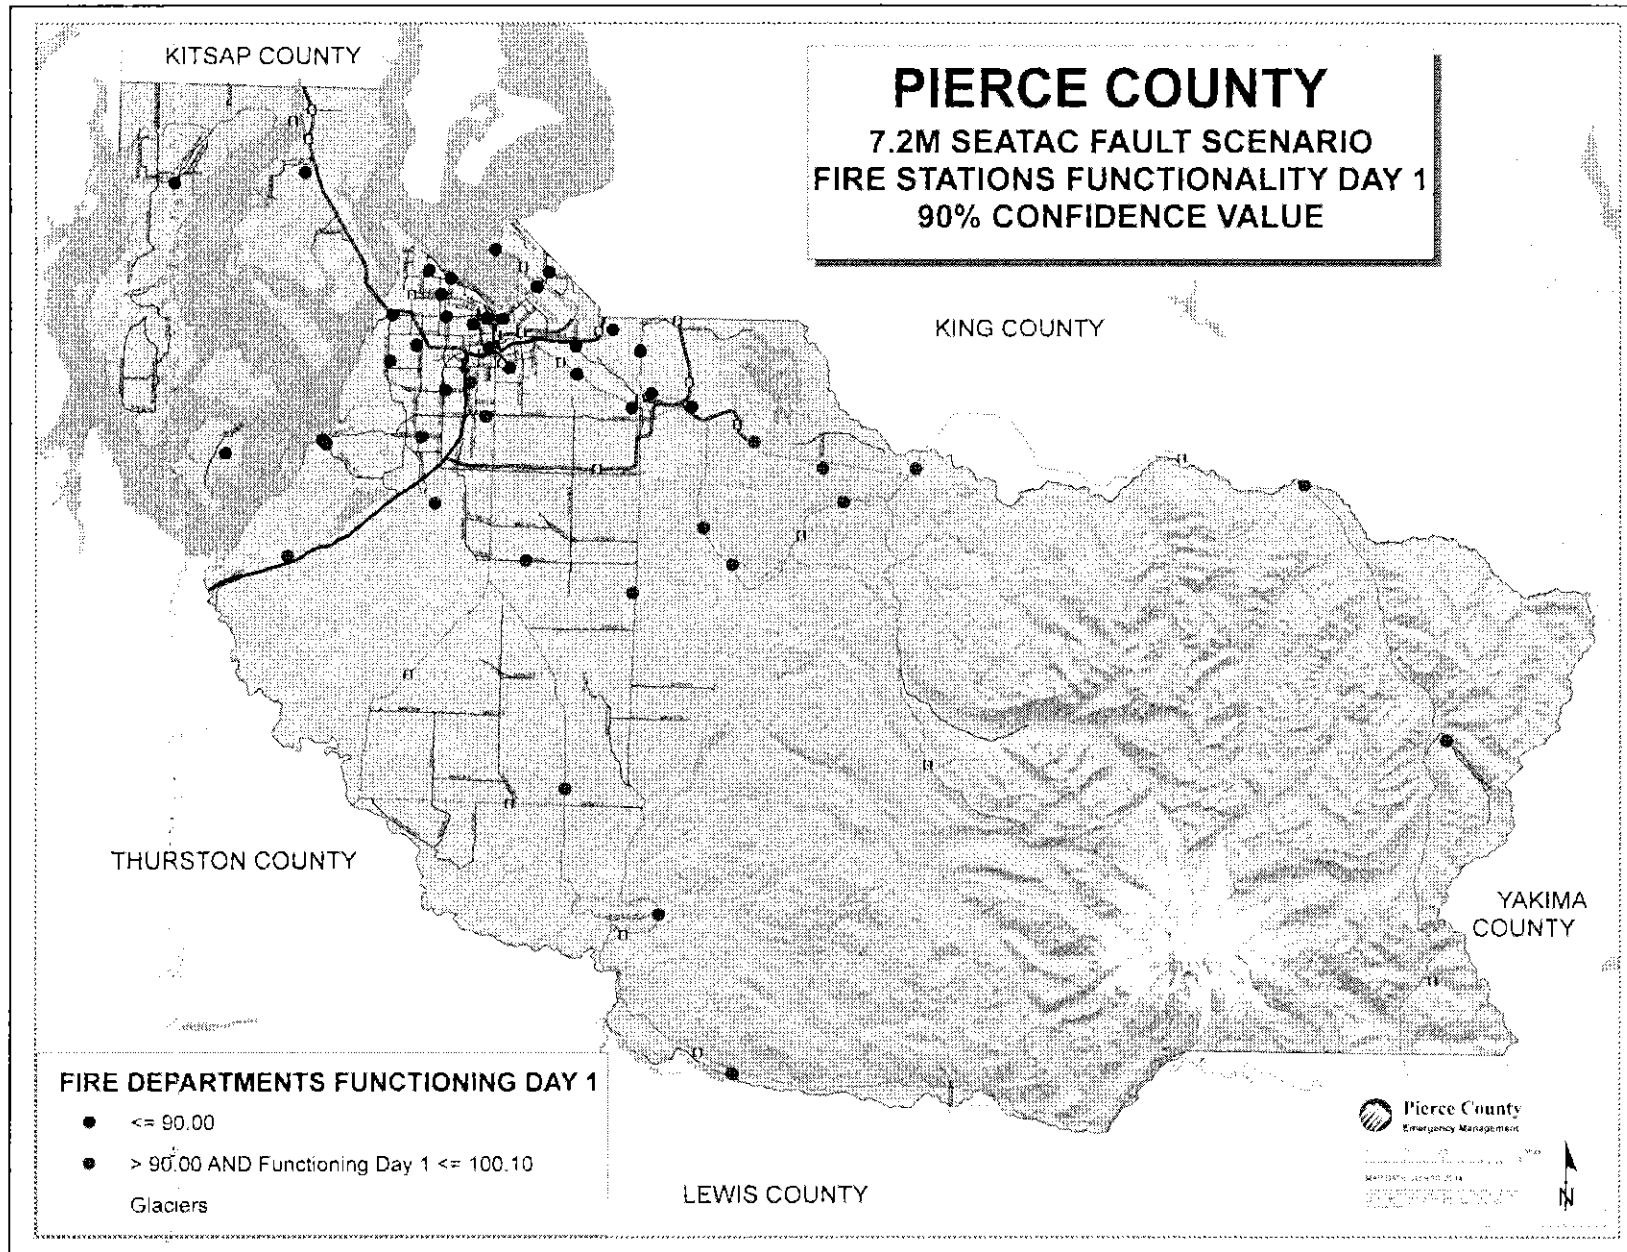 KITSAP COUNTY
PIERCE COUNTY
7.2M SEATAC FAULT SCENARIO
FIRE STATIONS FUNCTIONALITY DAY 1
90% CONFIDENCE VALUE
KING COUNTY
THURSTON COUNTY
YAKIMA
COUNTY
FIRE DEPARTMENTS FUNCTIONING DAY 1
<= 90.00
> 90.00 AND Functioning Day 1 <= 100.10
Glaciers
LEWIS COUNTY
Pierce County
Emergency Management
N